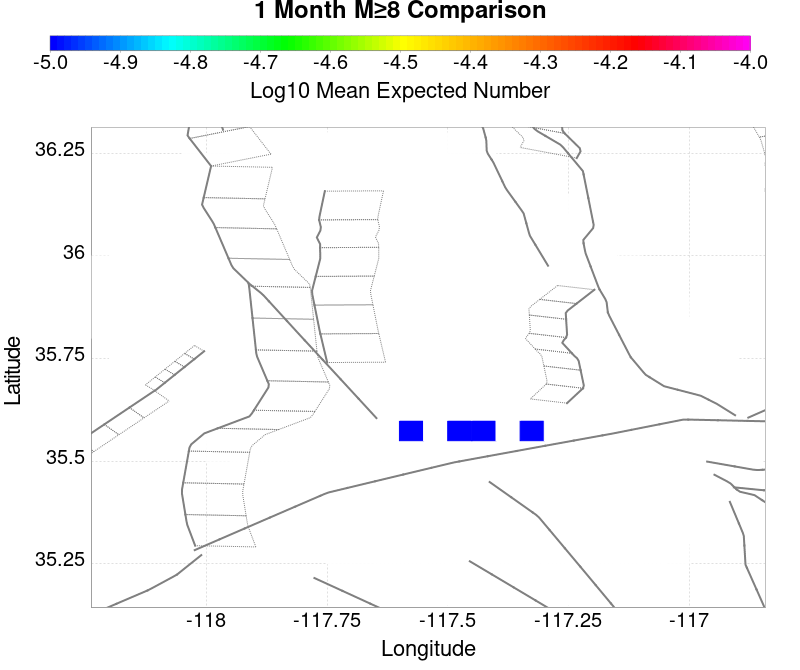 1 Month M≥8 Comparison
-5.0 -4.9 -4.8 -4.7 -4.6 -4.5 -4.4 -4.3 -4.2 -4.1 -4.0
Log10 Mean Expected Number
36.25
36
35.75
35.5
35.25
Latitude
-118 -117.75 -117.5 -117.25 -117
Longitude